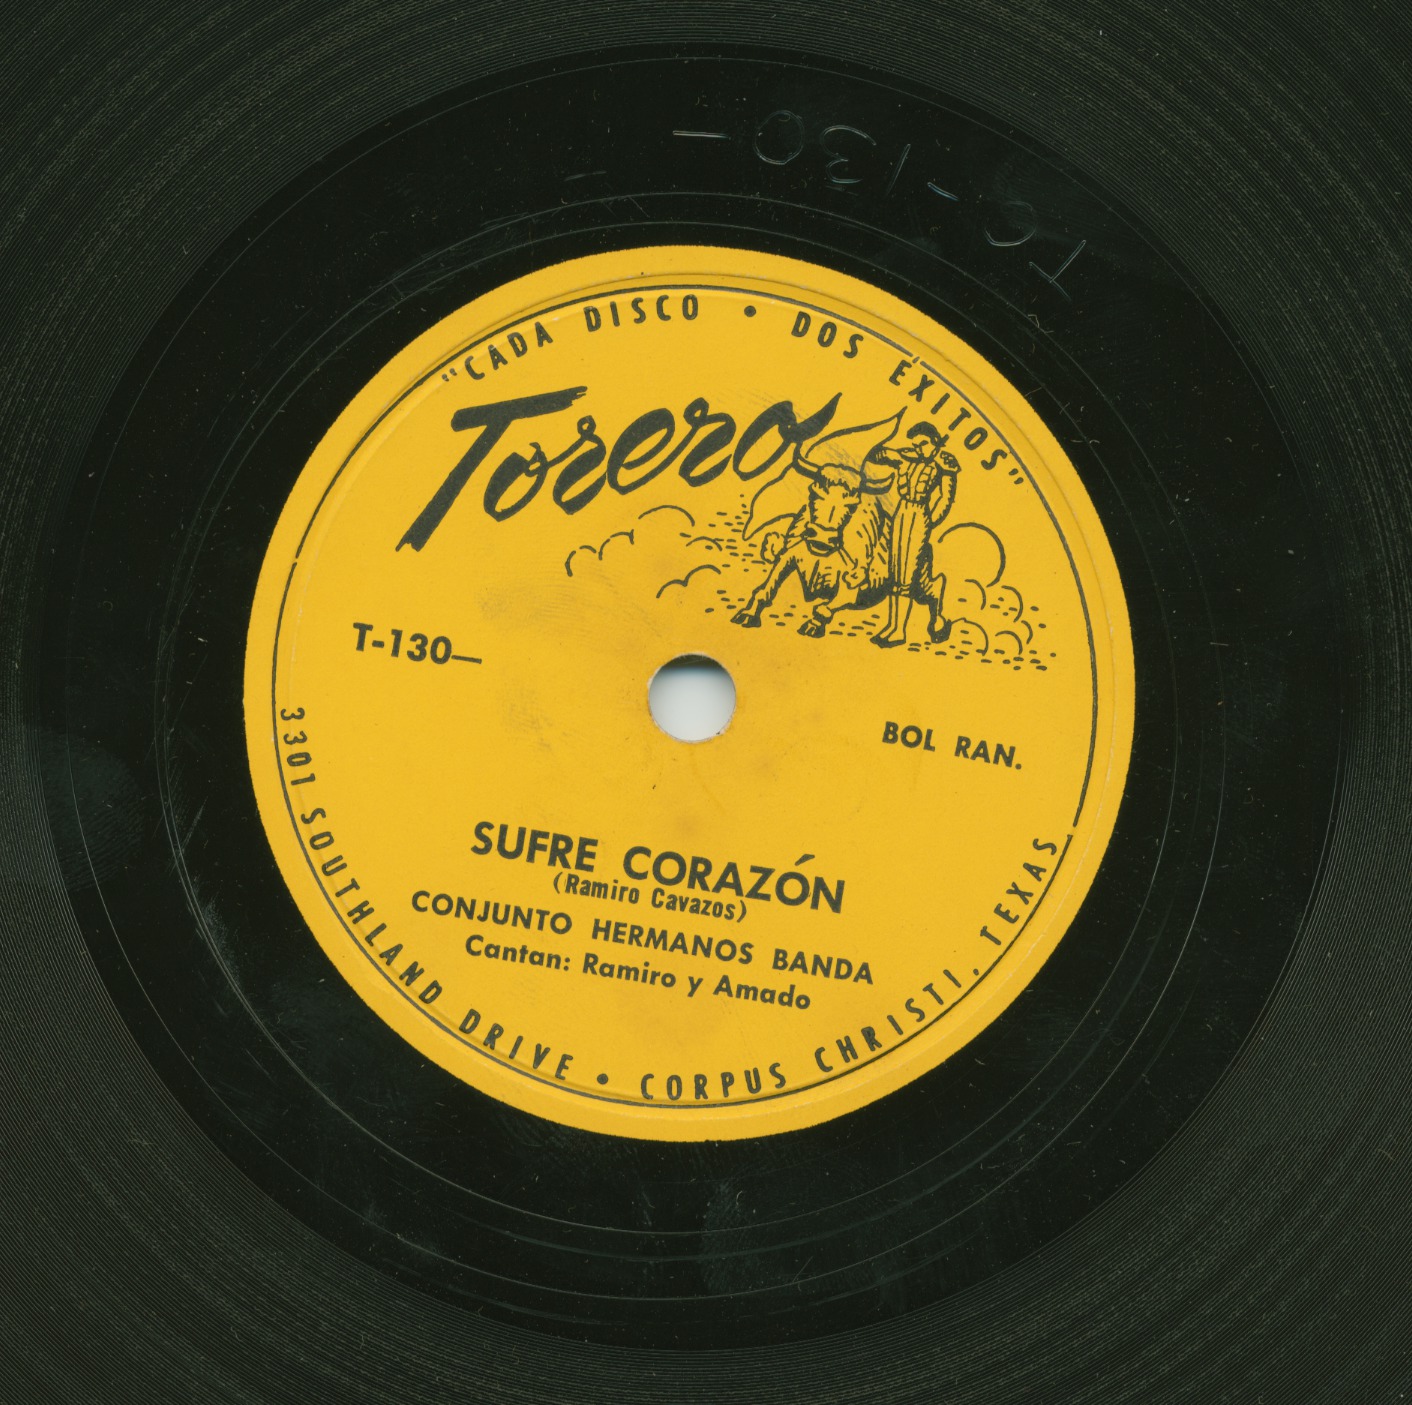 TC-130-
"CADA DISCO • DOS ÉXITOS"
Torero
T-130—
BOL RAN.
SUFRE CORAZÓN
(Ramiro Cavazos)
CONJUNTO HERMANOS BANDA
Cantan: Ramiro y Amado
3301 SOUTHLAND DRIVE • CORPUS CHRISTI, TEXAS